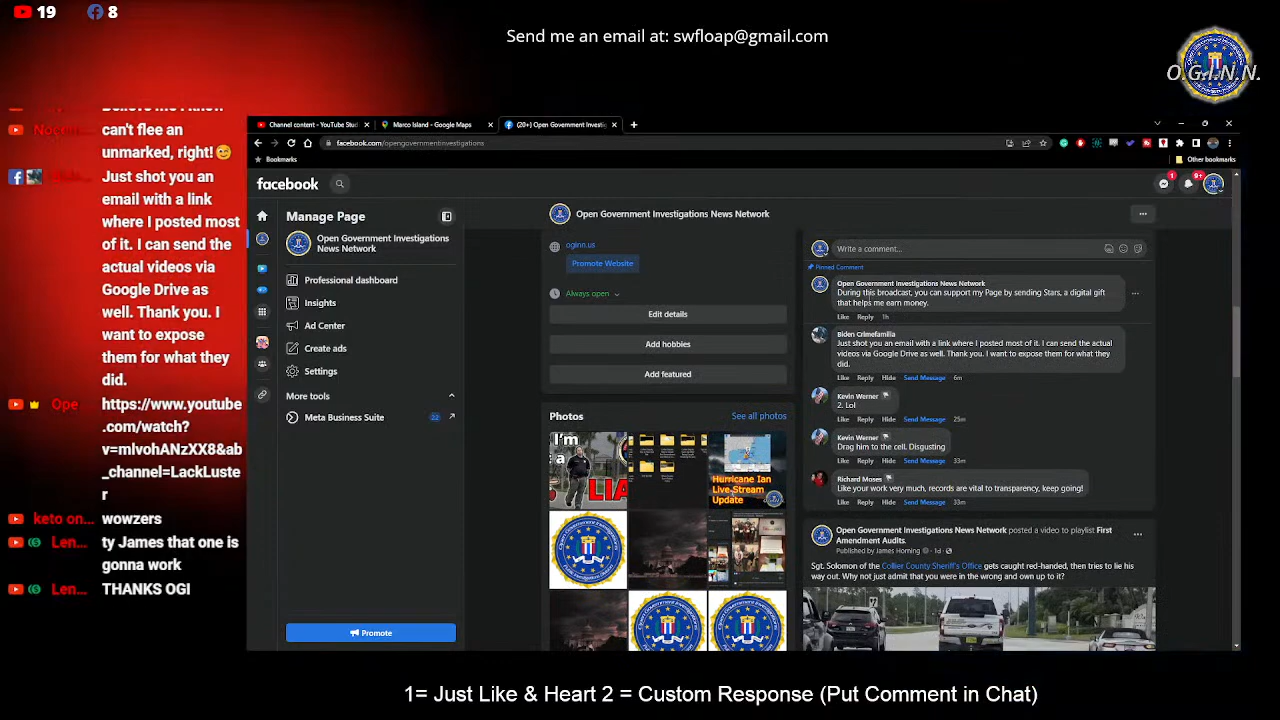 19
8
Send me an email at: swfloap@gmail.com
O.G.I.N.N.
can't flee an
unmarked, right!😊
Just shot you an
email with a link
where I posted most
of it. I can send the
actual videos via
Google Drive as
well. Thank you. I
want to expose
them for what they
did.
Ope
https://www.youtube
.com/watch?
v=mlvohANzXX8&ab
_channel=LackLuste
r
keto on...
wowzers
Len...
ty James that one is
gonna work
Len...
THANKS OGI
Channel content - YouTube Stud
Marco Island - Google Maps
(20+) Open Government Investig
facebook.com/opengovernmentinvestigations
Bookmarks
Other bookmarks
facebook
1
9+
Manage Page
Open Government Investigations
News Network
Professional dashboard
Insights
Ad Center
Create ads
Settings
More tools
Meta Business Suite
22
Promote
Open Government Investigations News Network
oginn.us
Promote Website
Always open
Edit details
Add hobbies
Add featured
Photos
See all photos
I'm
a
LIA
Hurricane Ian
Live Stream
Update
Write a comment...
Pinned Comment
Open Government Investigations News Network
During this broadcast, you can support my Page by sending Stars, a digital gift
that helps me earn money.
Like Reply 1h
Biden Crimefamilia
Just shot you an email with a link where I posted most of it. I can send the actual
videos via Google Drive as well. Thank you. I want to expose them for what they
did.
Like Reply Hide Send Message 6m
Kevin Werner
2. Lol
Like Reply Hide Send Message 25m
Kevin Werner
Drag him to the cell. Disgusting
Like Reply Hide Send Message 33m
Richard Moses
Like your work very much, records are vital to transparency, keep going!
Like Reply Hide Send Message 33m
Open Government Investigations News Network posted a video to playlist First
Amendment Audits.
Published by James Horning · 1d ·
Sgt. Solomon of the Collier County Sheriff's Office gets caught red-handed, then tries to lie his
way out. Why not just admit that you were in the wrong and own up to it?
1= Just Like & Heart 2 = Custom Response (Put Comment in Chat)